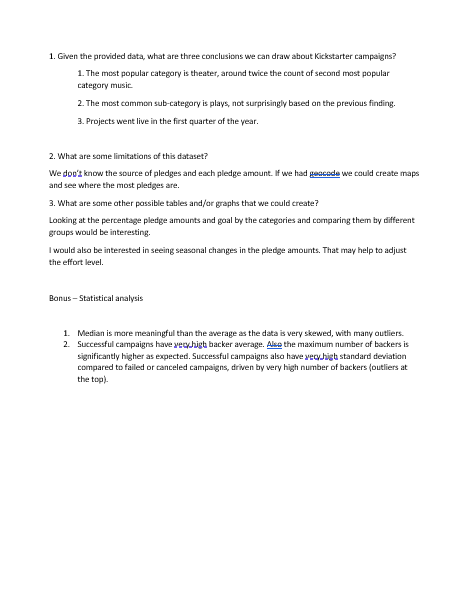 1. Given the provided data, what are three conclusions we can draw about Kickstarter campaigns?
1. The most popular category is theater, around twice the count of second most popular
category music.
2. The most common sub-category is plays, not surprisingly based on the previous finding.
3. Projects went live in the first quarter of the year.
2. What are some limitations of this dataset?
We don't know the source of pledges and each pledge amount. If we had geocode we could create maps
and see where the most pledges are.
3. What are some other possible tables and/or graphs that we could create?
Looking at the percentage pledge amounts and goal by the categories and comparing them by different
groups would be interesting.
I would also be interested in seeing seasonal changes in the pledge amounts. That may help to adjust
the effort level.
Bonus – Statistical analysis
1. Median is more meaningful than the average as the data is very skewed, with many outliers.
2. Successful campaigns have very high backer average. Also the maximum number of backers is
significantly higher as expected. Successful campaigns also have very high standard deviation
compared to failed or canceled campaigns, driven by very high number of backers (outliers at
the top).